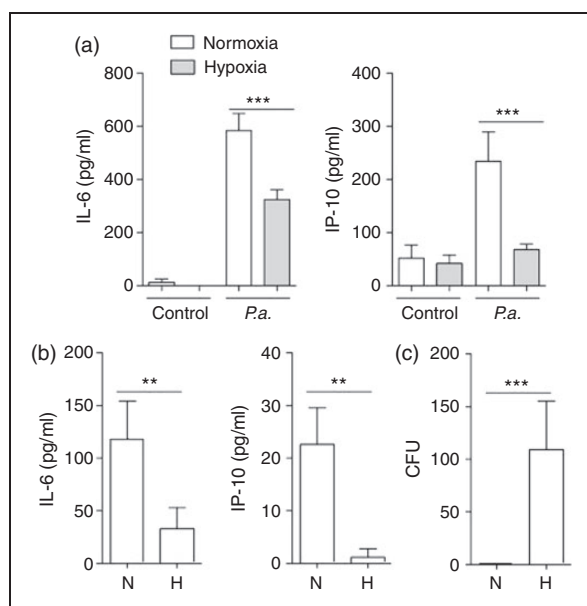 (a)
Normoxia
Hypoxia
IL-6 (pg/ml)
800
600
400
200
0
***
Control
P.a.
IP-10 (pg/ml)
400
300
200
100
0
***
Control
P.a.
(b)
IL-6 (pg/ml)
200
150
100
50
0
**
N
H
IP-10 (pg/ml)
40
30
20
10
0
**
N
H
(c)
CFU
200
150
100
50
0
***
N
H